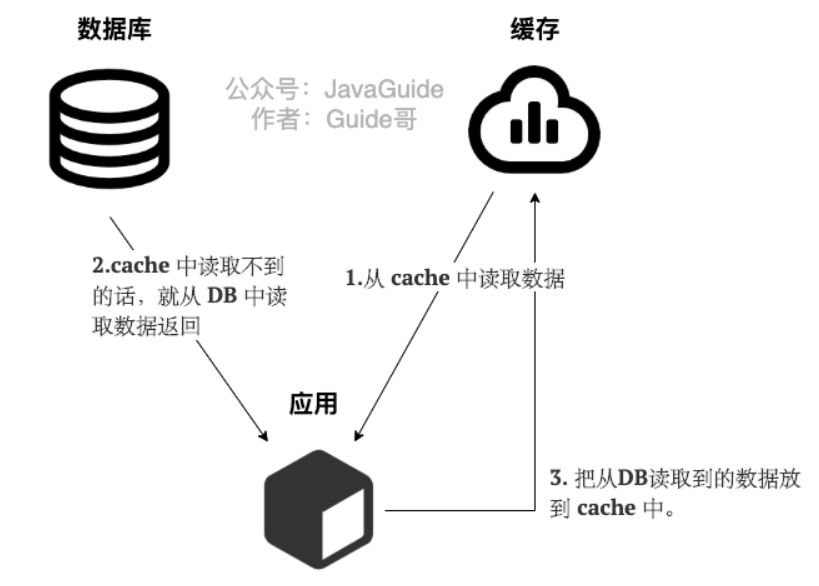 数据库
缓存
公众号：JavaGuide
作者：Guide哥
2.cache 中读取不到
的话，就从 DB 中读
取数据返回
1.从 cache 中读取数据
应用
3. 把从DB读取到的数据放
到 cache 中。